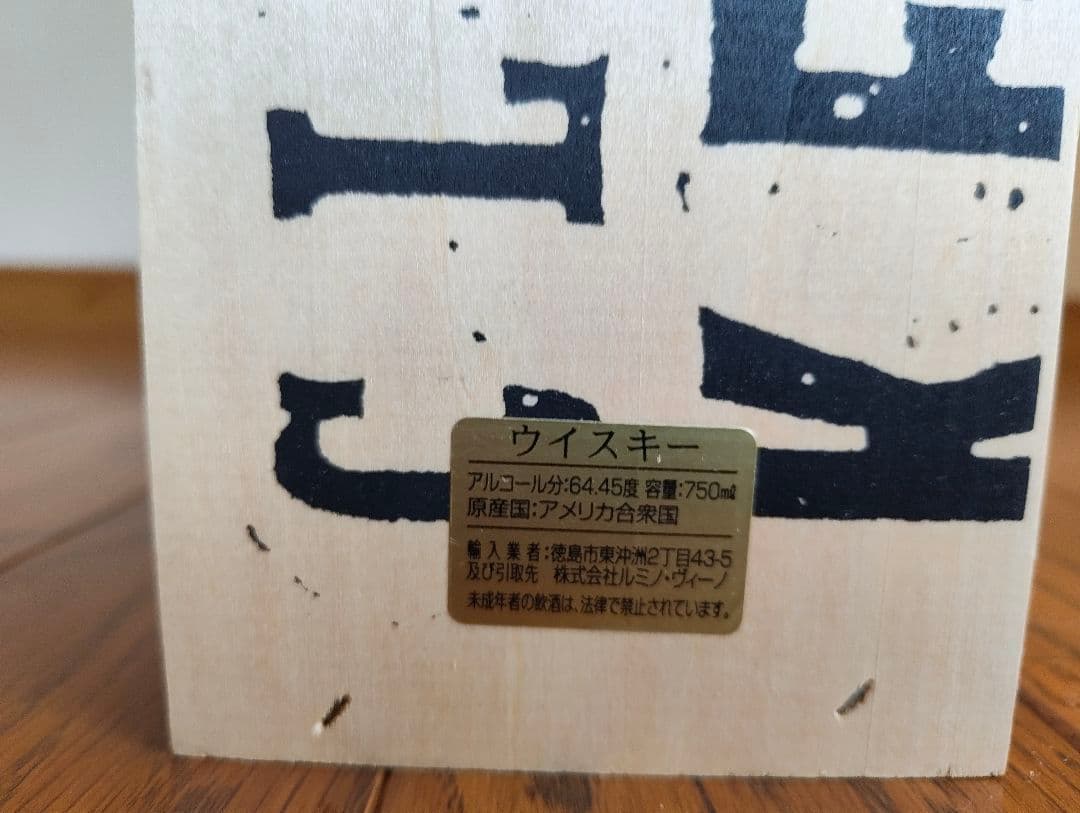 ウイスキー
アルコール分:64.45度 容量:750㎖
原産国:アメリカ合衆国
輸入業者:徳島市東沖洲2丁目43-5
及び引取先 株式会社ルミノ・ヴィーノ
未成年者の飲酒は、法律で禁止されています。